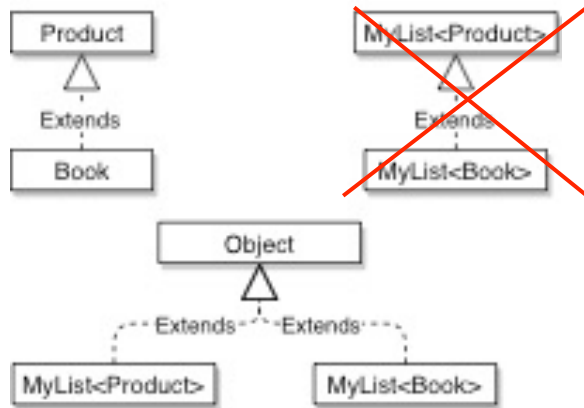 Product
MyList<Product>
Extends
Extends
Book
MyList<Book>
Object
Extends
Extends
MyList<Product>
MyList<Book>